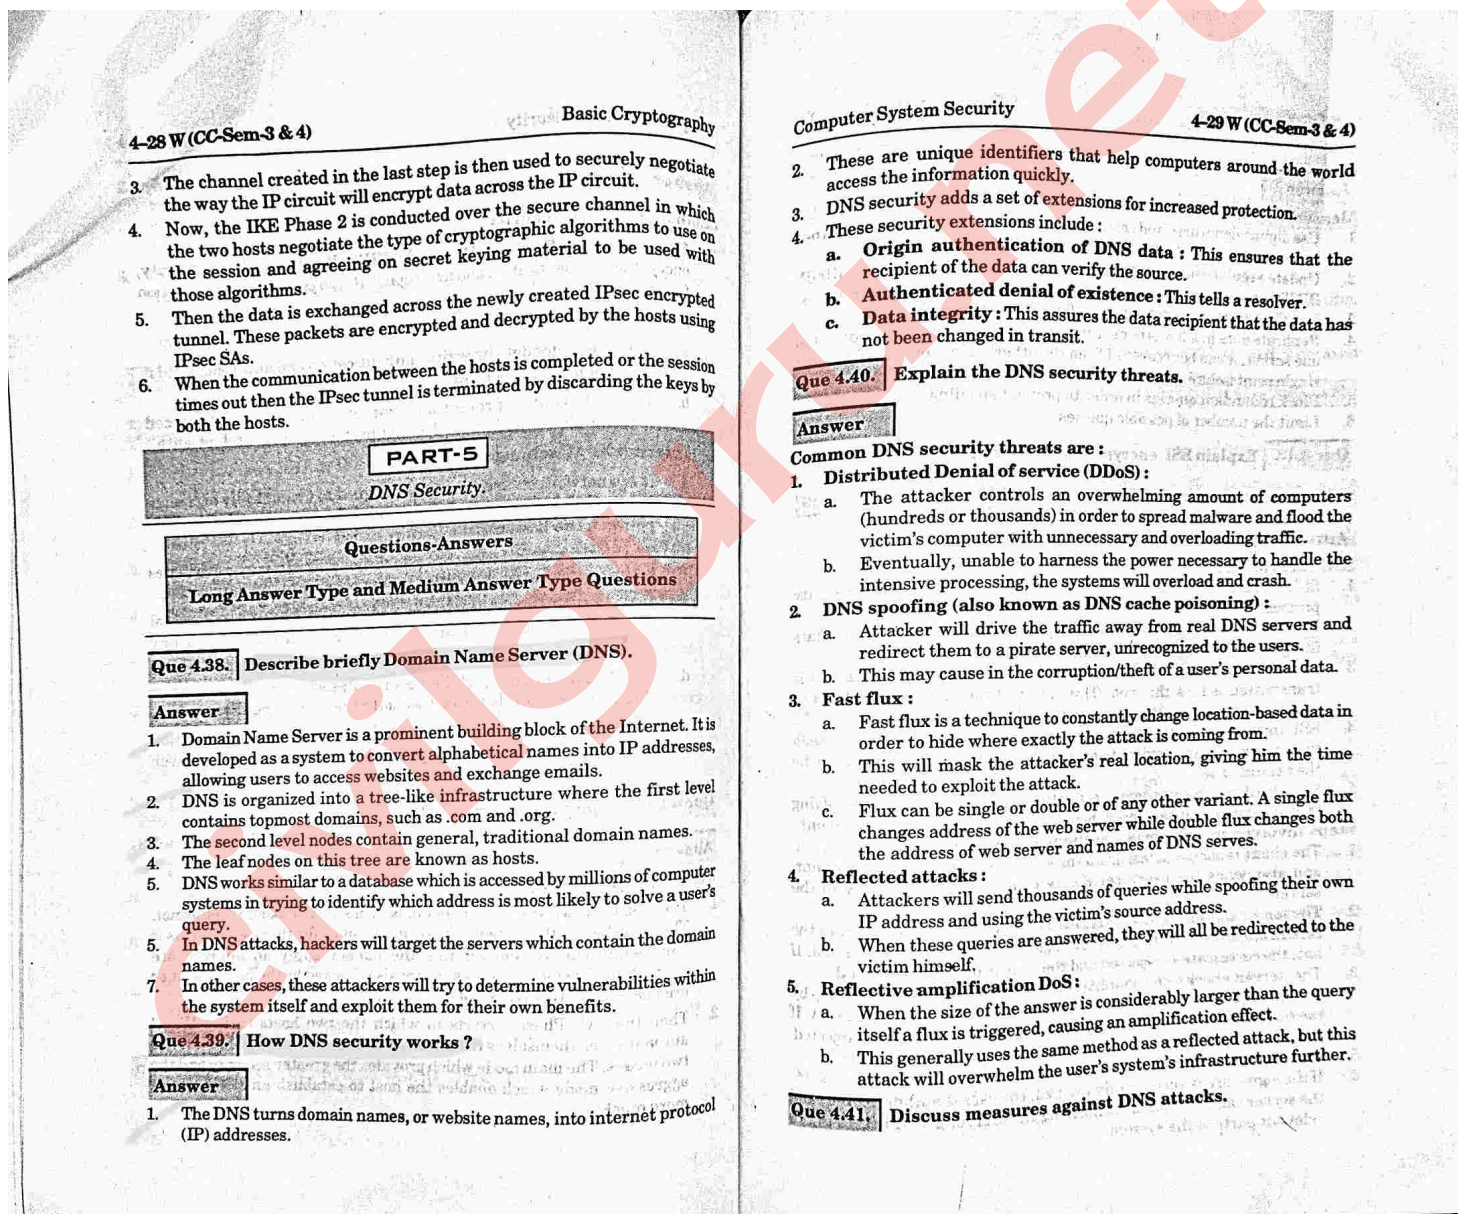 4–28 W (CC-Sem-3 & 4)
Basic Cryptography
3. The channel created in the last step is then used to securely negotiate
the way the IP circuit will encrypt data across the IP circuit.
4. Now, the IKE Phase 2 is conducted over the secure channel in which
the two hosts negotiate the type of cryptographic algorithms to use on
the session and agreeing on secret keying material to be used with
those algorithms.
5. Then the data is exchanged across the newly created IPsec encrypted
tunnel. These packets are encrypted and decrypted by the hosts using
IPsec SAs.
6. When the communication between the hosts is completed or the session
times out then the IPsec tunnel is terminated by discarding the keys by
both the hosts.
PART-5
DNS Security.
Questions-Answers
Long Answer Type and Medium Answer Type Questions
Que 4.38. Describe briefly Domain Name Server (DNS).
Answer
1. Domain Name Server is a prominent building block of the Internet. It is
developed as a system to convert alphabetical names into IP addresses,
allowing users to access websites and exchange emails.
2. DNS is organized into a tree-like infrastructure where the first level
contains topmost domains, such as .com and .org.
3. The second level nodes contain general, traditional domain names.
4. The leaf nodes on this tree are known as hosts.
5. DNS works similar to a database which is accessed by millions of computer
systems in trying to identify which address is most likely to solve a user's
query.
5. In DNS attacks, hackers will target the servers which contain the domain
names.
7. In other cases, these attackers will try to determine vulnerabilities within
the system itself and exploit them for their own benefits.
Que 4.39. How DNS security works ?
Answer
1. The DNS turns domain names, or website names, into internet protocol
(IP) addresses.
Computer System Security
4–29 W (CC-Sem-3 & 4)
2. These are unique identifiers that help computers around the world
access the information quickly.
3. DNS security adds a set of extensions for increased protection.
4. These security extensions include :
a. Origin authentication of DNS data : This ensures that the
recipient of the data can verify the source.
b. Authenticated denial of existence : This tells a resolver.
c. Data integrity : This assures the data recipient that the data has
not been changed in transit.
Que 4.40. Explain the DNS security threats.
Answer
Common DNS security threats are :
1. Distributed Denial of service (DDoS) :
a. The attacker controls an overwhelming amount of computers
(hundreds or thousands) in order to spread malware and flood the
victim's computer with unnecessary and overloading traffic.
b. Eventually, unable to harness the power necessary to handle the
intensive processing, the systems will overload and crash.
2. DNS spoofing (also known as DNS cache poisoning) :
a. Attacker will drive the traffic away from real DNS servers and
redirect them to a pirate server, unrecognized to the users.
b. This may cause in the corruption/theft of a user's personal data.
3. Fast flux :
a. Fast flux is a technique to constantly change location-based data in
order to hide where exactly the attack is coming from.
b. This will mask the attacker's real location, giving him the time
needed to exploit the attack.
c. Flux can be single or double or of any other variant. A single flux
changes address of the web server while double flux changes both
the address of web server and names of DNS serves.
4. Reflected attacks :
a. Attackers will send thousands of queries while spoofing their own
IP address and using the victim's source address.
b. When these queries are answered, they will all be redirected to the
victim himself.
5. Reflective amplification DoS :
a. When the size of the answer is considerably larger than the query
itself a flux is triggered, causing an amplification effect.
b. This generally uses the same method as a reflected attack, but this
attack will overwhelm the user's system's infrastructure further.
Que 4.41. Discuss measures against DNS attacks.
civilguru.net